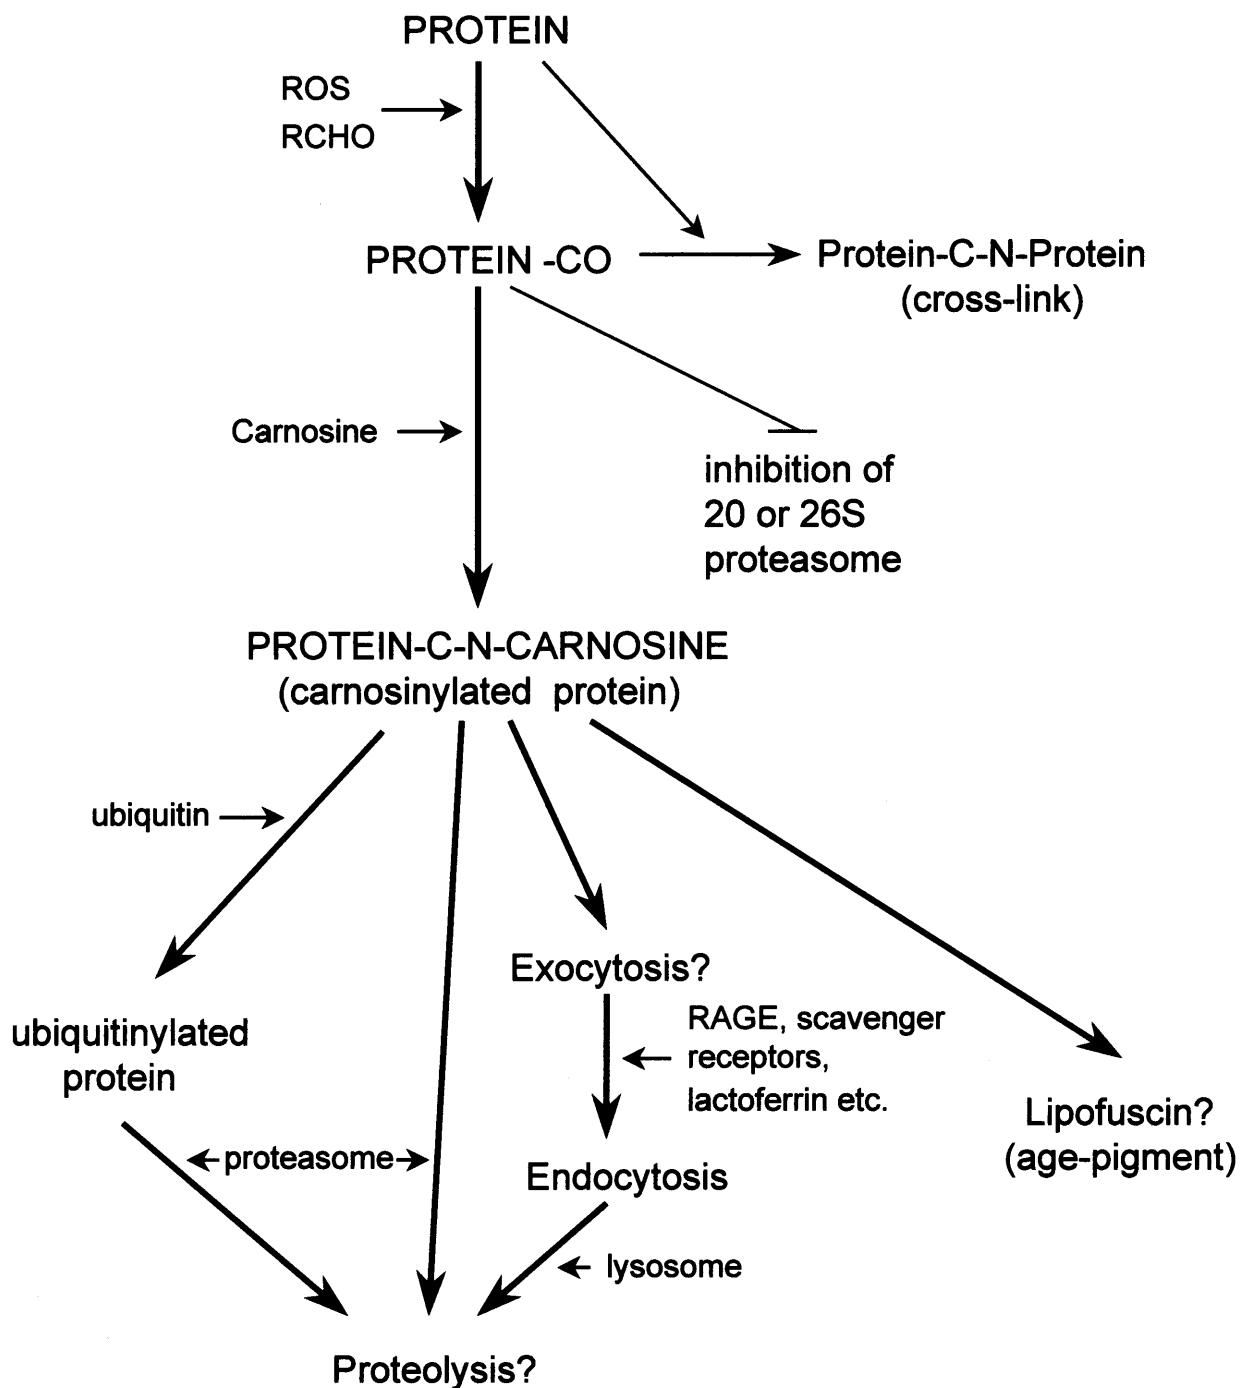 PROTEIN
ROS
RCHO
PROTEIN -CO
Protein-C-N-Protein
(cross-link)
Carnosine
inhibition of
20 or 26S
proteasome
PROTEIN-C-N-CARNOSINE
(carnosinylated protein)
ubiquitin
Exocytosis?
ubiquitinylated
protein
RAGE, scavenger
receptors,
lactoferrin etc.
Lipofuscin?
(age-pigment)
proteasome
Endocytosis
lysosome
Proteolysis?